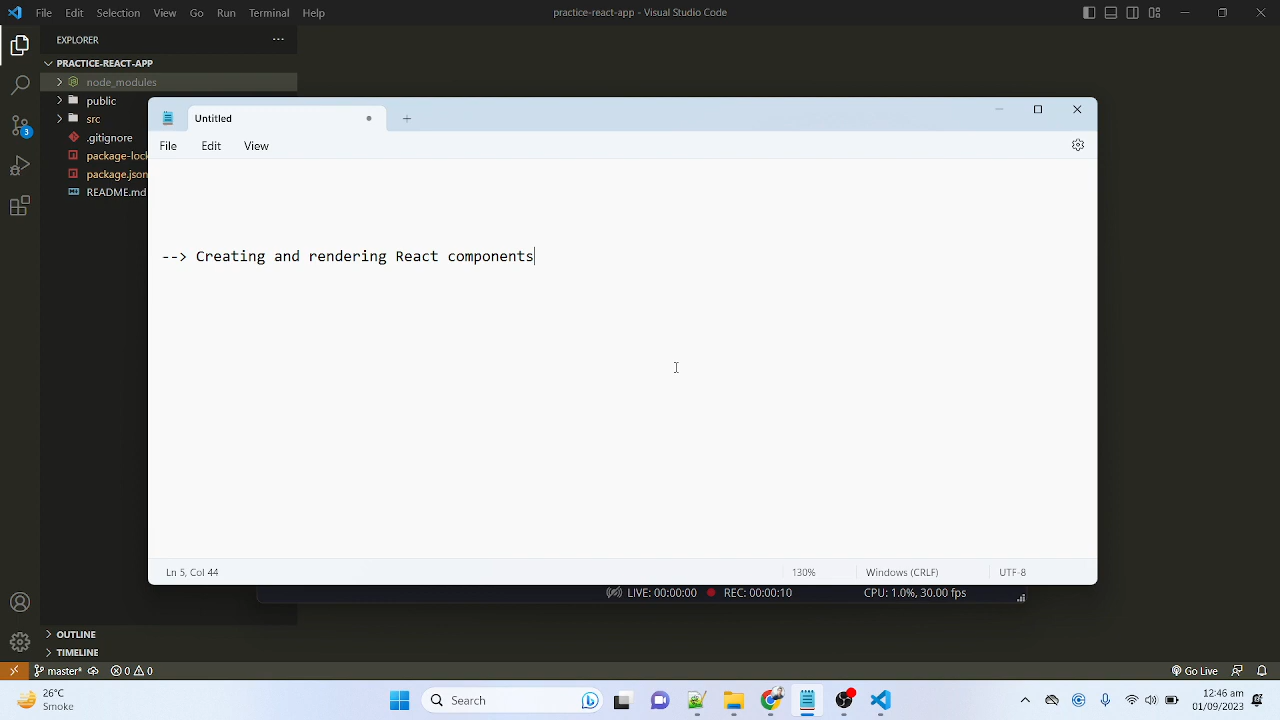 File Edit Selection View Go Run Terminal Help practice-react-app - Visual Studio Code
EXPLORER
PRACTICE-REACT-APP
node_modules
public
src
.gitignore
package-lock
package.json
README.md
Untitled
File Edit View
--> Creating and rendering React components
Ln 5, Col 44 130% Windows (CRLF) UTF-8
LIVE: 00:00:00 REC: 00:00:10 CPU: 1.0%, 30.00 fps
OUTLINE
TIMELINE
master* 0 0 Go Live
3
26°C
Smoke
Search
12:46 am
01/09/2023